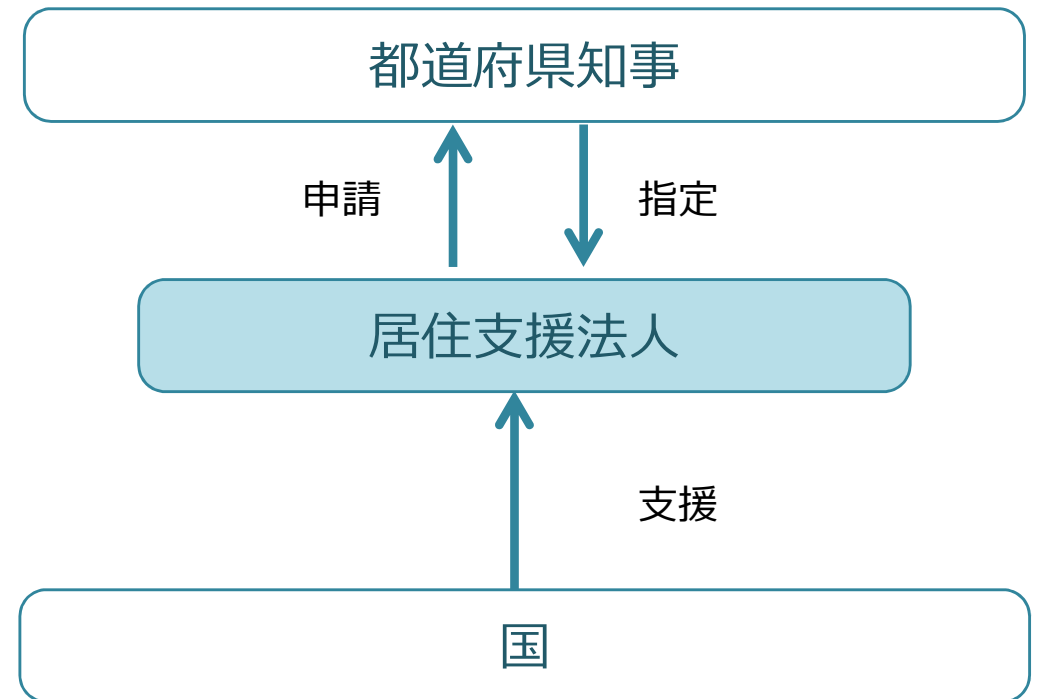 都道府県知事
申請
指定
居住支援法人
支援
国